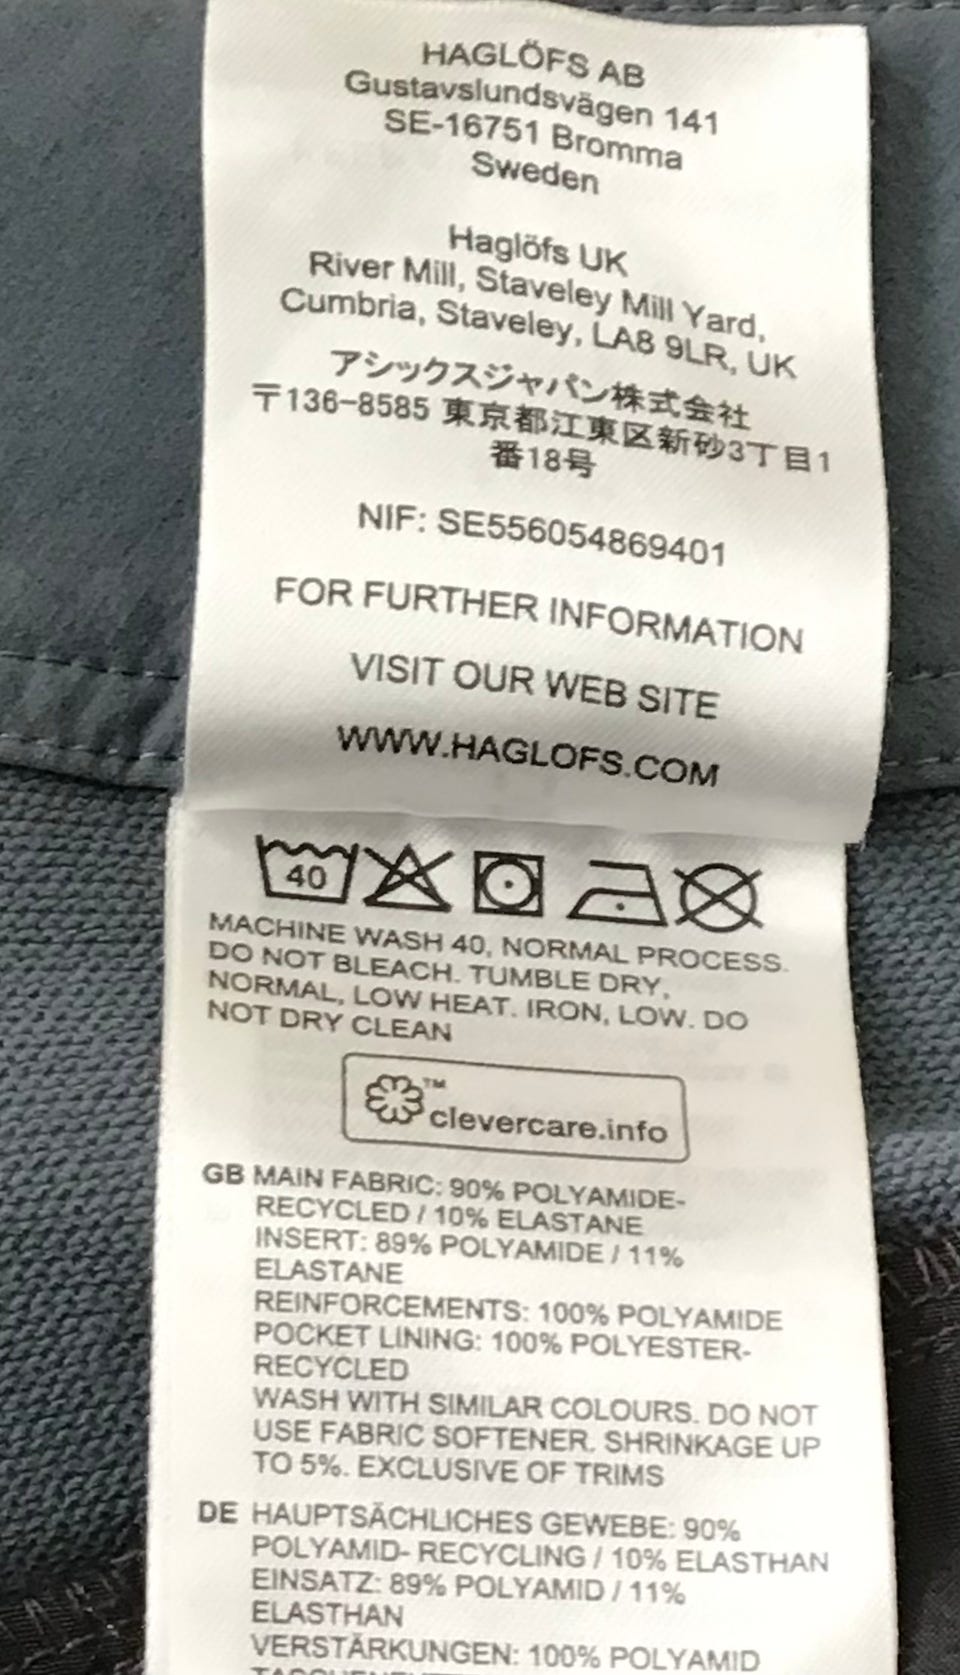 HAGLÖFS AB
Gustavslundsvägen 141
SE-16751 Bromma
Sweden
Haglöfs UK
River Mill, Staveley Mill Yard,
Cumbria, Staveley, LA8 9LR, UK
アシックスジャパン株式会社
〒136-8585 東京都江東区新砂3丁目1
番18号
NIF: SE556054869401
FOR FURTHER INFORMATION
VISIT OUR WEB SITE
WWW.HAGLOFS.COM
40
MACHINE WASH 40, NORMAL PROCESS.
DO NOT BLEACH. TUMBLE DRY,
NORMAL, LOW HEAT. IRON, LOW. DO
NOT DRY CLEAN
™
clevercare.info
GB MAIN FABRIC: 90% POLYAMIDE-
RECYCLED / 10% ELASTANE
INSERT: 89% POLYAMIDE / 11%
ELASTANE
REINFORCEMENTS: 100% POLYAMIDE
POCKET LINING: 100% POLYESTER-
RECYCLED
WASH WITH SIMILAR COLOURS. DO NOT
USE FABRIC SOFTENER. SHRINKAGE UP
TO 5%. EXCLUSIVE OF TRIMS
DE HAUPTSÄCHLICHES GEWEBE: 90%
POLYAMID- RECYCLING / 10% ELASTHAN
EINSATZ: 89% POLYAMID / 11%
ELASTHAN
VERSTÄRKUNGEN: 100% POLYAMID